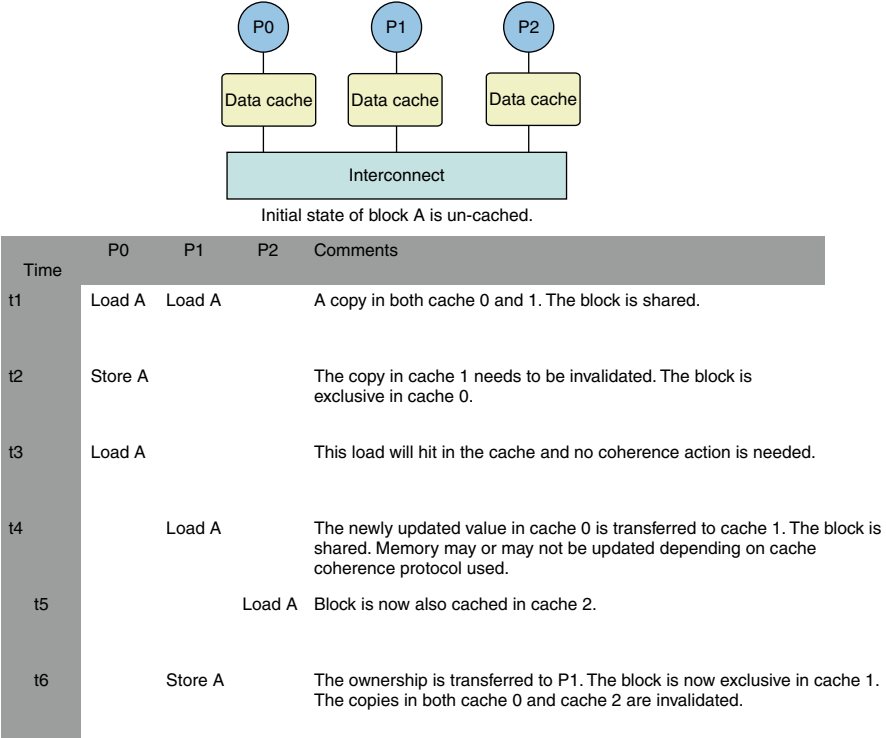 P0 P1 P2
Data cache Data cache Data cache
Interconnect
Initial state of block A is un-cached.
P0 P1 P2 Comments
Time
t1 Load A Load A A copy in both cache 0 and 1. The block is shared.
t2 Store A The copy in cache 1 needs to be invalidated. The block is
exclusive in cache 0.
t3 Load A This load will hit in the cache and no coherence action is needed.
t4 Load A The newly updated value in cache 0 is transferred to cache 1. The block is
shared. Memory may or may not be updated depending on cache
coherence protocol used.
t5 Load A Block is now also cached in cache 2.
t6 Store A The ownership is transferred to P1. The block is now exclusive in cache 1.
The copies in both cache 0 and cache 2 are invalidated.